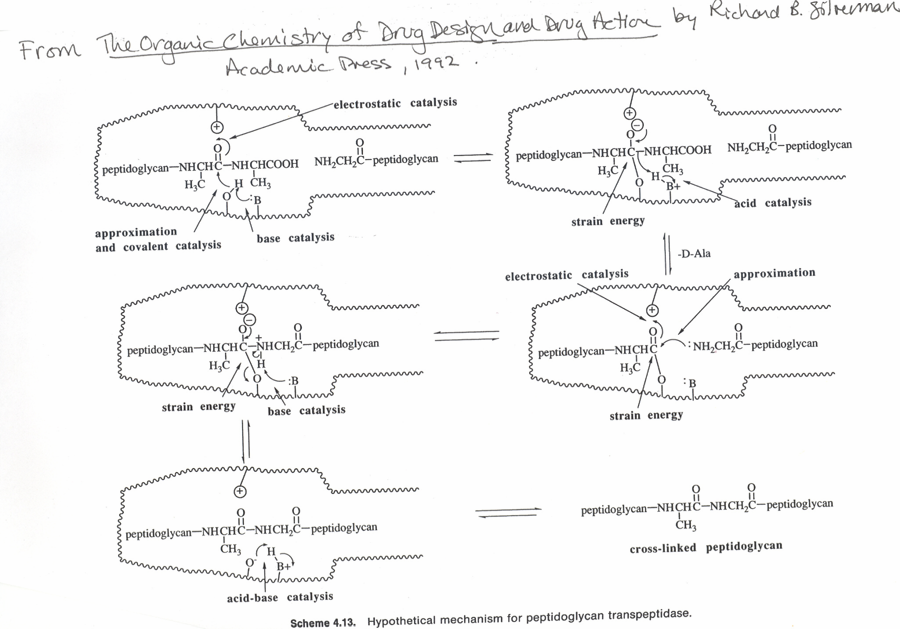 From The Organic Chemistry of Drug Design and Drug Action by Richard B. Silverman
Academic Press, 1992.
electrostatic catalysis
O
peptidoglycan—NHCHC—NHCHCOOH NH₂CH₂C—peptidoglycan
H₃C H CH₃
O :B
approximation
and covalent catalysis
base catalysis
O
peptidoglycan—NHCHC—NHCHCOOH NH₂CH₂C—peptidoglycan
H₃C CH₃
O H B+
acid catalysis
strain energy
-D-Ala
electrostatic catalysis
approximation
O
peptidoglycan—NHCHC :NH₂CH₂C—peptidoglycan
H₃C
O :B
strain energy
O
peptidoglycan—NHCHC—NHCH₂C—peptidoglycan
H₃C H
O :B
strain energy
base catalysis
O O
peptidoglycan—NHCHC—NHCH₂C—peptidoglycan
CH₃ H
O⁻ B+
acid-base catalysis
O O
peptidoglycan—NHCHC—NHCH₂C—peptidoglycan
CH₃
cross-linked peptidoglycan
Scheme 4.13. Hypothetical mechanism for peptidoglycan transpeptidase.